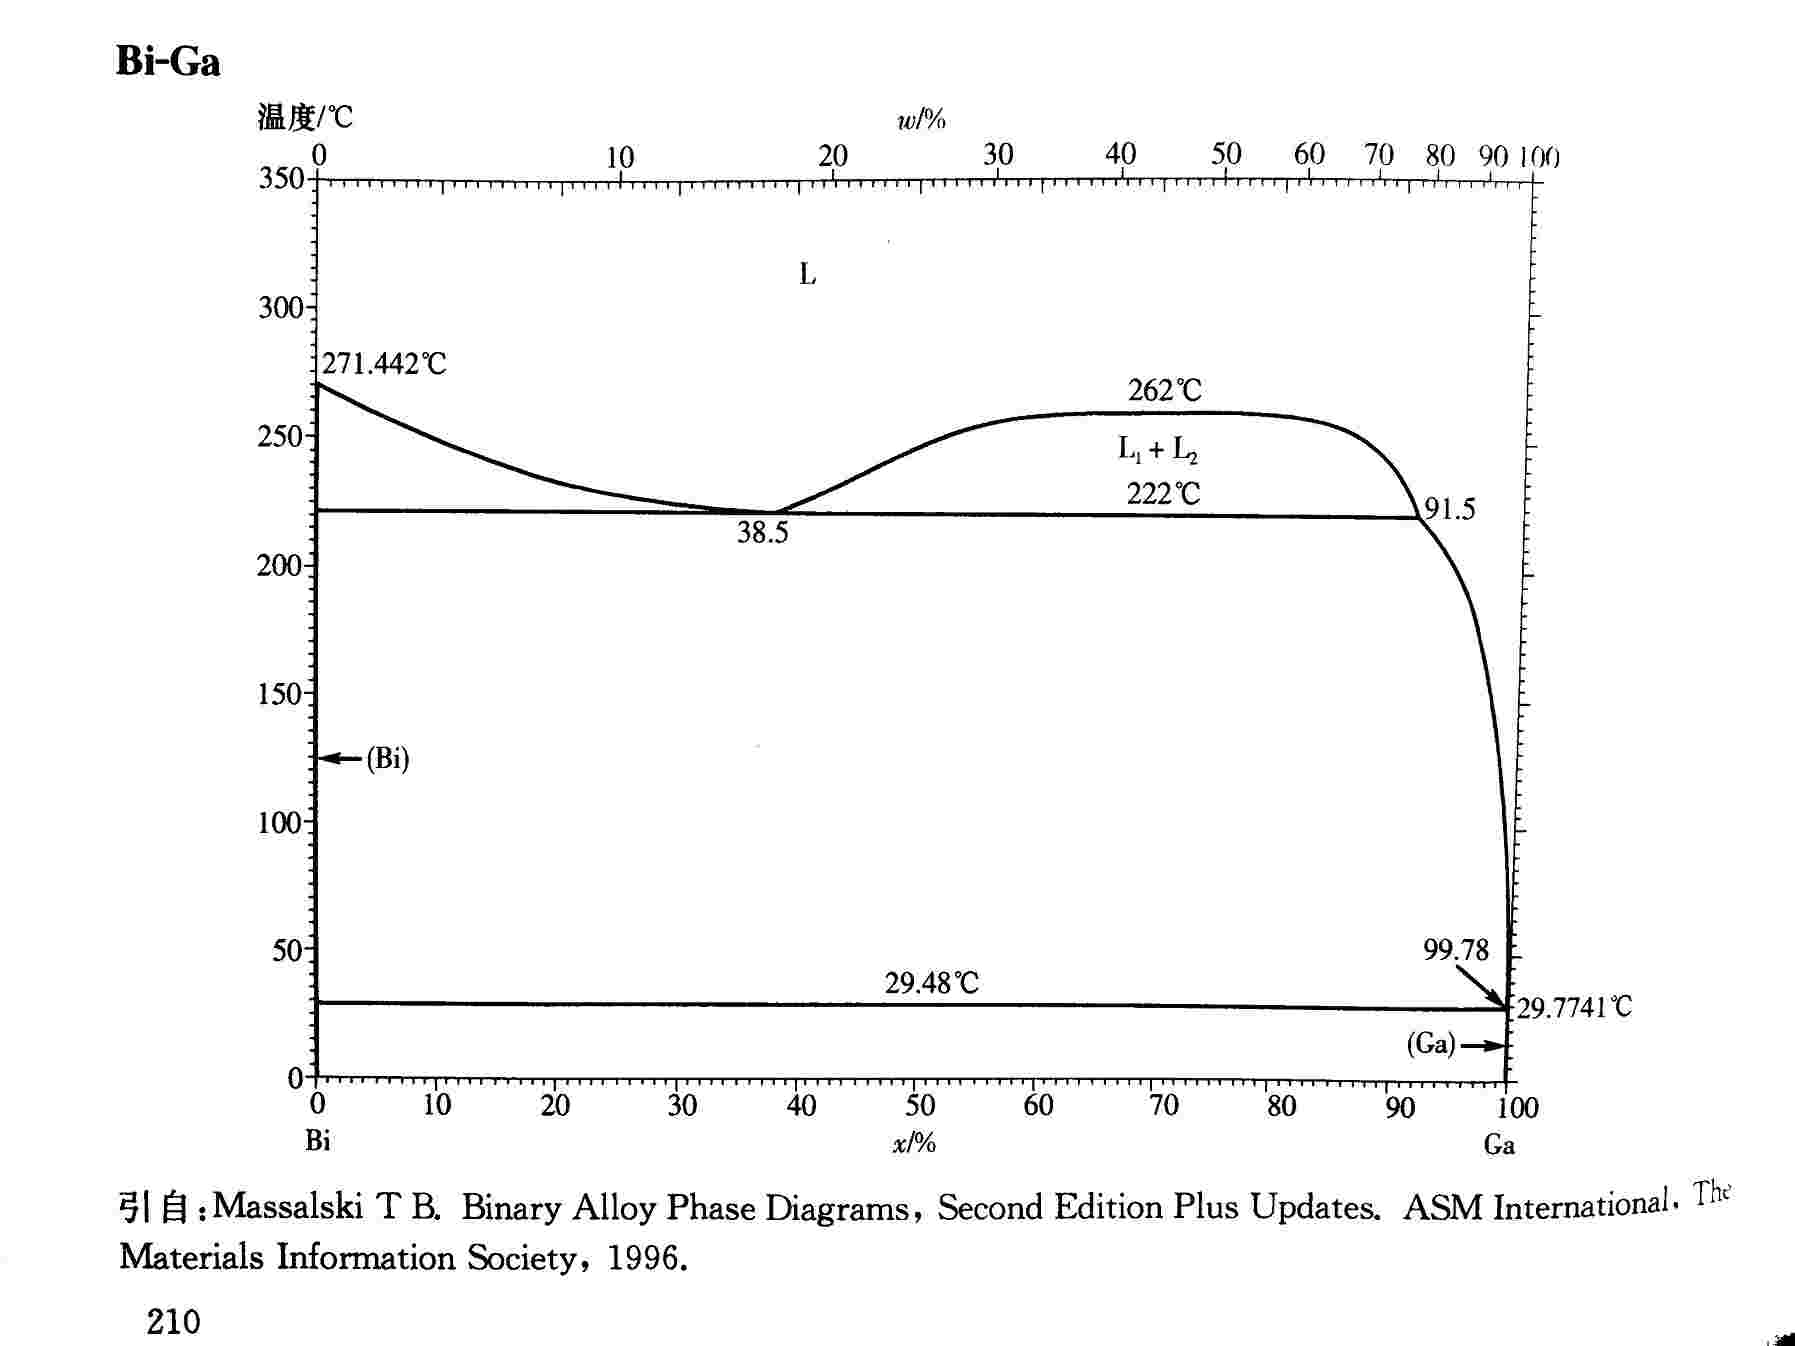 Bi-Ga
温度/℃
w/%
0 10 20 30 40 50 60 70 80 90 100
350
L
300
271.442℃
262℃
250
L₁ + L₂
222℃
91.5
38.5
200
150
(Bi)
100
50
99.78
29.48℃
29.7741℃
(Ga)
0
0 10 20 30 40 50 60 70 80 90 100
Bi x/% Ga
引自:Massalski T B. Binary Alloy Phase Diagrams, Second Edition Plus Updates. ASM International. The
Materials Information Society, 1996.
210